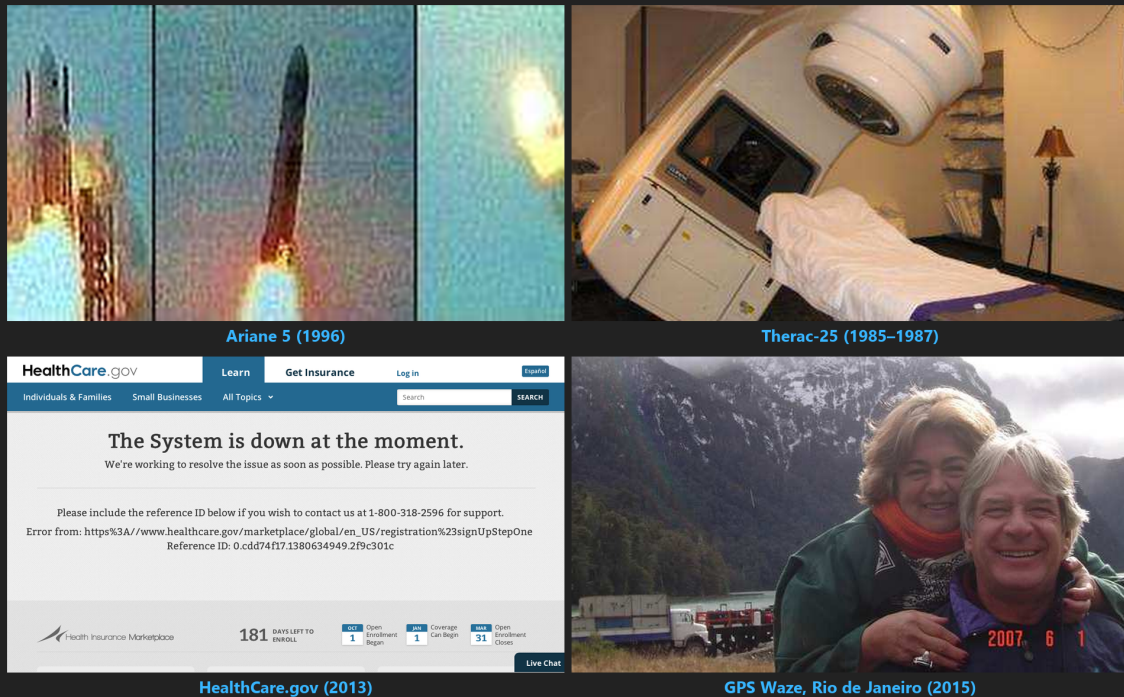 Ariane 5 (1996)
Therac-25 (1985–1987)
HealthCare.gov
Learn
Get Insurance
Log in
Español
Individuals & Families
Small Businesses
All Topics
Search
SEARCH
The System is down at the moment.
We're working to resolve the issue as soon as possible. Please try again later.
Please include the reference ID below if you wish to contact us at 1-800-318-2596 for support.
Error from: https%3A//www.healthcare.gov/marketplace/global/en_US/registration%23signUpStepOne
Reference ID: 0.cdd74f17.1380634949.2f9c301c
Health Insurance Marketplace
181 DAYS LEFT TO
ENROLL
OCT
1
Open
Enrollment
Began
JAN
1
Coverage
Can Begin
MAR
31
Open
Enrollment
Closes
Live Chat
2007. 6 1
HealthCare.gov (2013)
GPS Waze, Rio de Janeiro (2015)